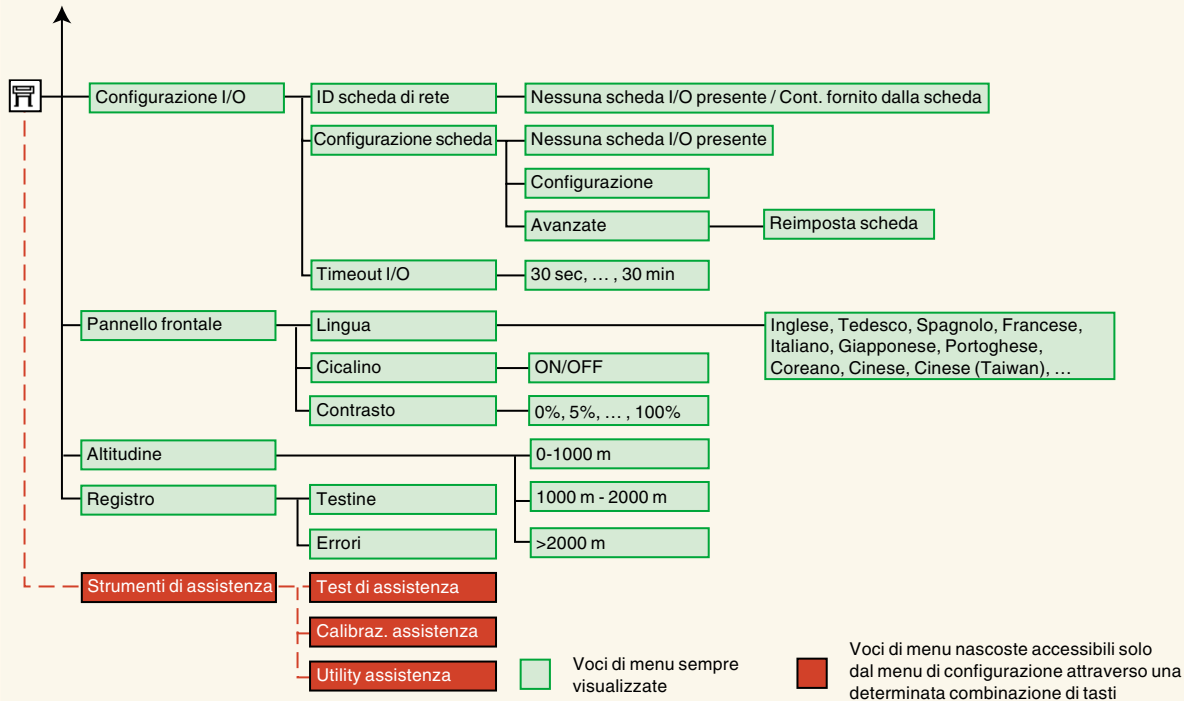 Configurazione I/O
ID scheda di rete
Nessuna scheda I/O presente / Cont. fornito dalla scheda
Configurazione scheda
Nessuna scheda I/O presente
Configurazione
Avanzate
Reimposta scheda
Timeout I/O
30 sec, ... , 30 min
Pannello frontale
Lingua
Inglese, Tedesco, Spagnolo, Francese,
Italiano, Giapponese, Portoghese,
Coreano, Cinese, Cinese (Taiwan), ...
Cicalino
ON/OFF
Contrasto
0%, 5%, ... , 100%
Altitudine
0-1000 m
1000 m - 2000 m
>2000 m
Registro
Testine
Errori
Strumenti di assistenza
Test di assistenza
Calibraz. assistenza
Utility assistenza
Voci di menu sempre
visualizzate
Voci di menu nascoste accessibili solo
dal menu di configurazione attraverso una
determinata combinazione di tasti